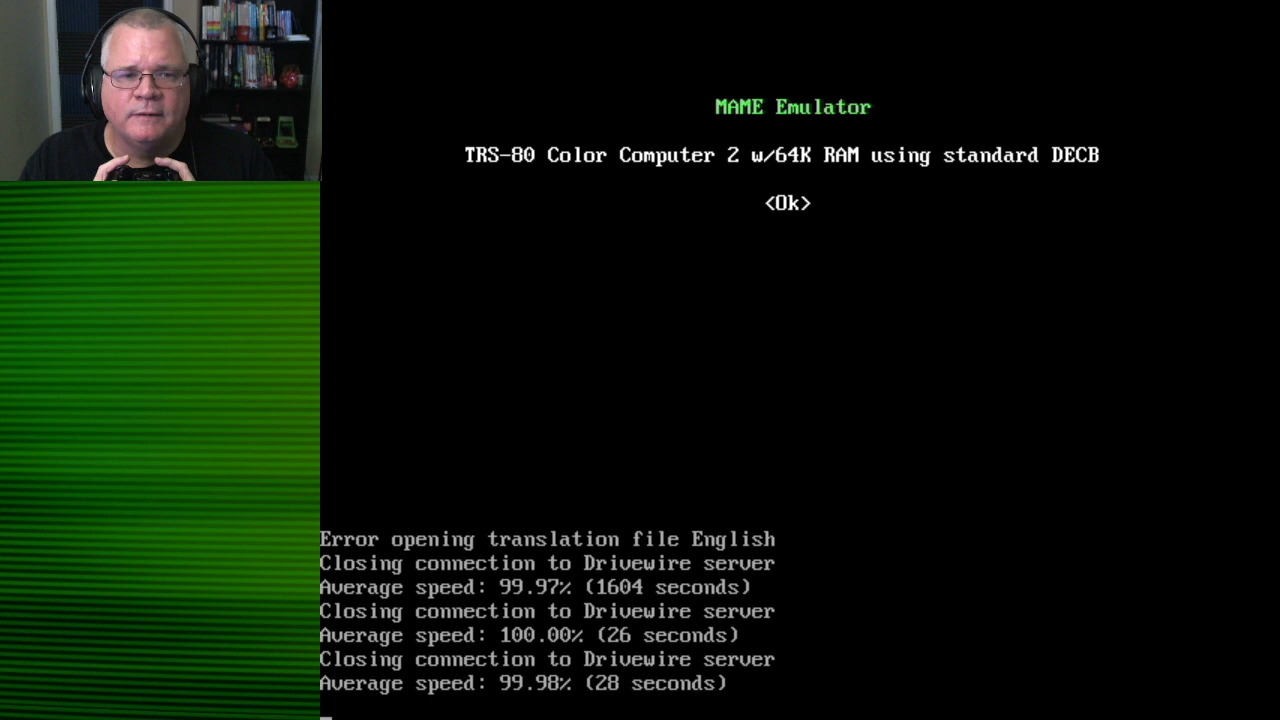 MAME Emulator
TRS-80 Color Computer 2 w/64K RAM using standard DECB
<Ok>
Error opening translation file English
Closing connection to Drivewire server
Average speed: 99.97% (1604 seconds)
Closing connection to Drivewire server
Average speed: 100.00% (26 seconds)
Closing connection to Drivewire server
Average speed: 99.98% (28 seconds)